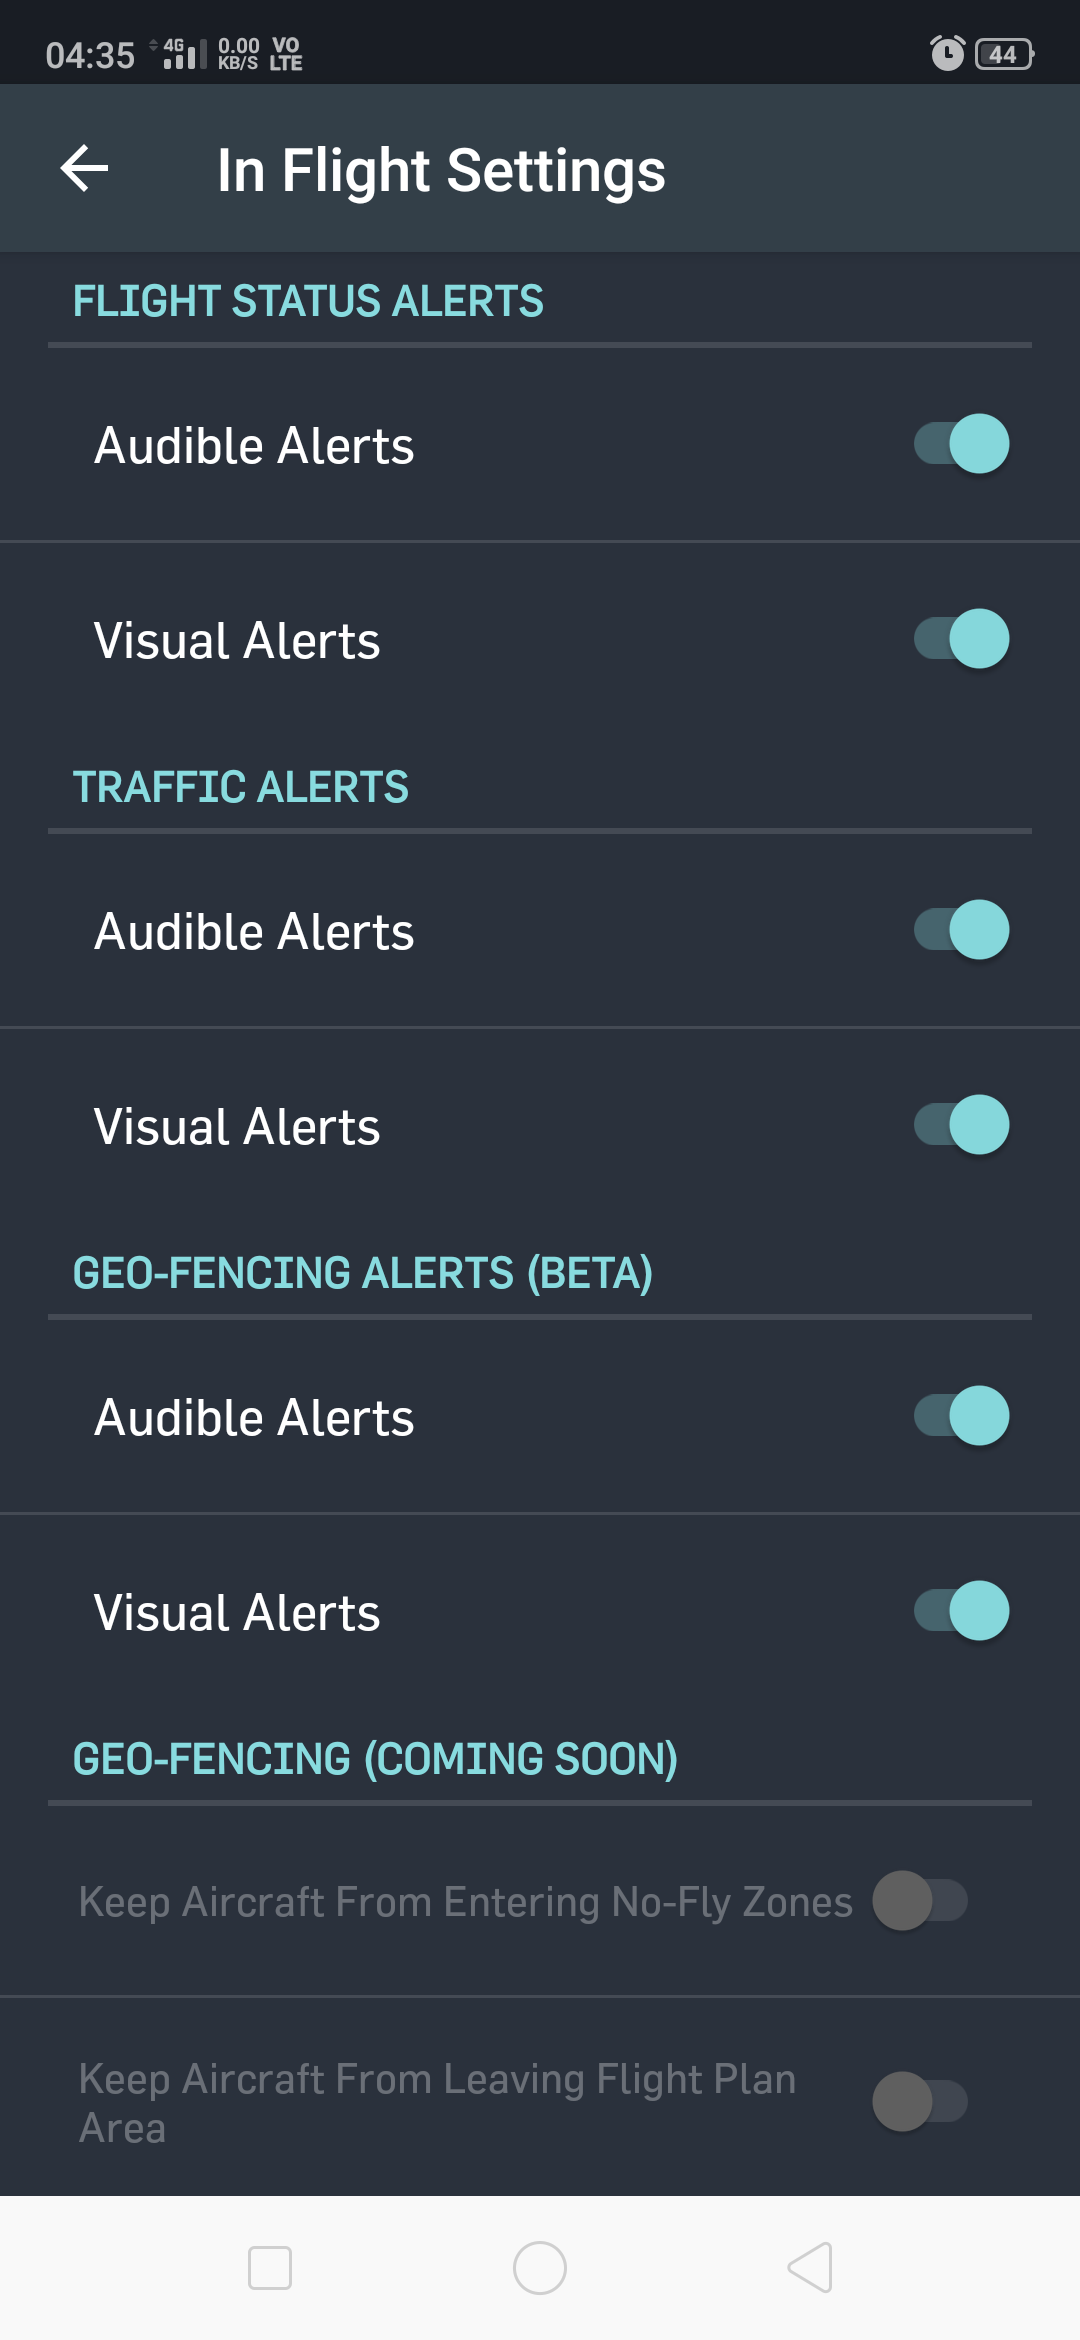 04:35 4G 0.00 KB/S VO LTE 44
In Flight Settings
FLIGHT STATUS ALERTS
Audible Alerts
Visual Alerts
TRAFFIC ALERTS
Audible Alerts
Visual Alerts
GEO-FENCING ALERTS (BETA)
Audible Alerts
Visual Alerts
GEO-FENCING (COMING SOON)
Keep Aircraft From Entering No-Fly Zones
Keep Aircraft From Leaving Flight Plan
Area